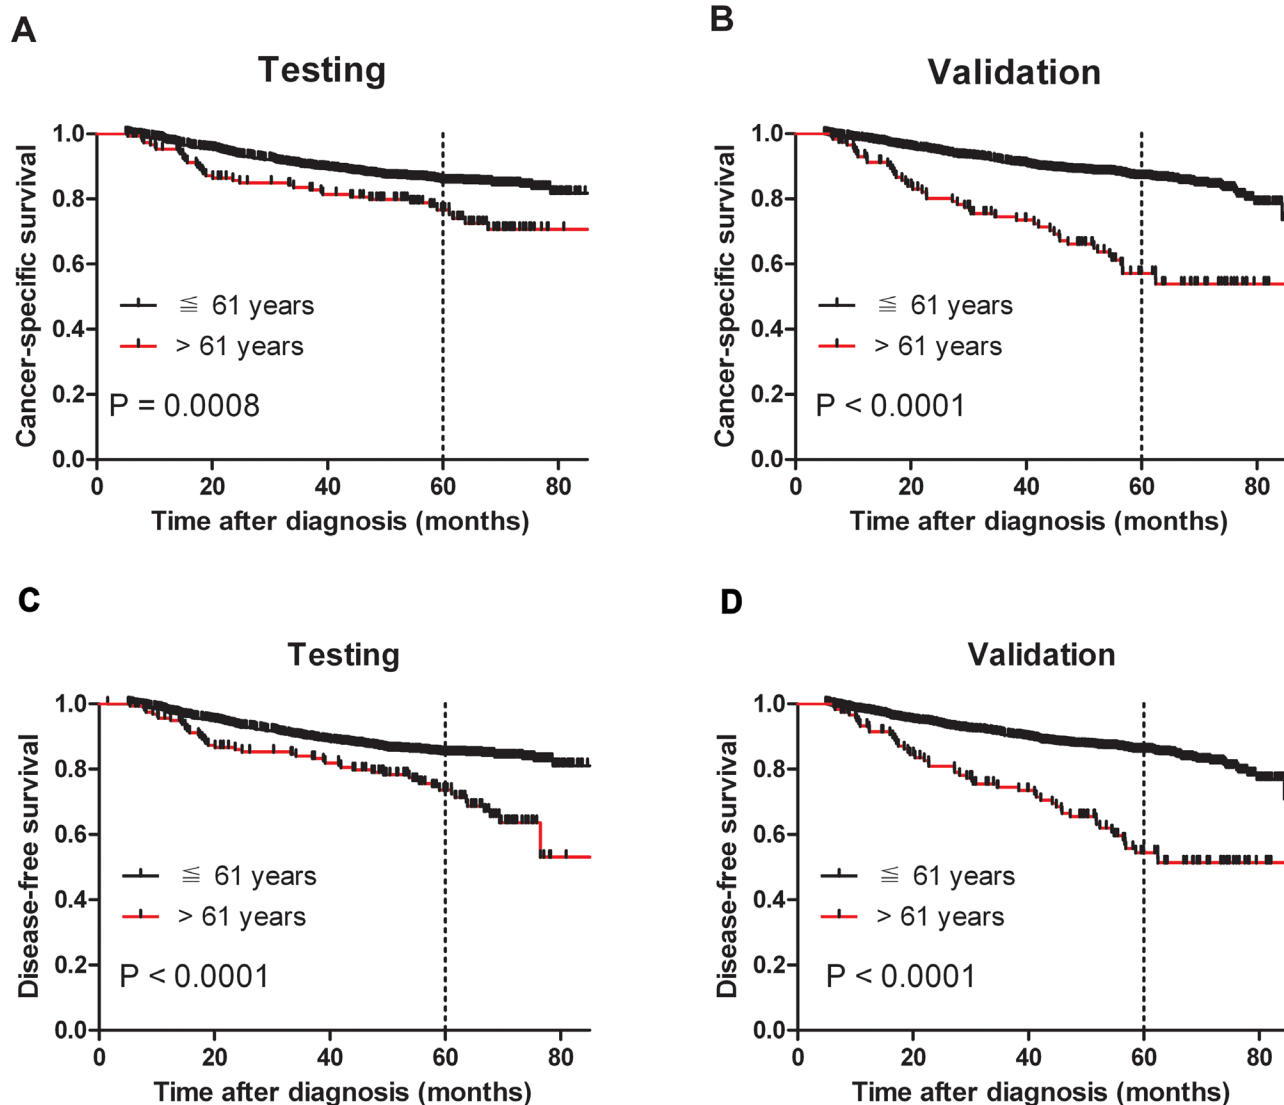 A
Testing
Cancer-specific survival
1.0
0.8
0.6
0.4
0.2
0.0
≦ 61 years
> 61 years
P = 0.0008
0 20 40 60 80
Time after diagnosis (months)
B
Validation
Cancer-specific survival
1.0
0.8
0.6
0.4
0.2
0.0
≦ 61 years
> 61 years
P < 0.0001
0 20 40 60 80
Time after diagnosis (months)
C
Testing
Disease-free survival
1.0
0.8
0.6
0.4
0.2
0.0
≦ 61 years
> 61 years
P < 0.0001
0 20 40 60 80
Time after diagnosis (months)
D
Validation
Disease-free survival
1.0
0.8
0.6
0.4
0.2
0.0
≦ 61 years
> 61 years
P < 0.0001
0 20 40 60 80
Time after diagnosis (months)